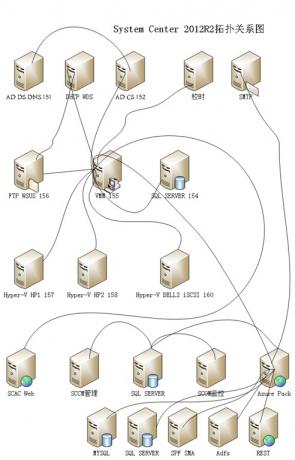 System Center 2012R2拓扑关系图
AD DS DNS 151
DHCP WDS
AD CS 152
校时
SMTP
FTP WSUS 156
VMM 155
SQL SERVER 154
Hyper-V HP1 157
Hyper-V HP2 158
Hyper-V DELL2 iSCSI 160
SCAC Web
SCCM管理
SQL SERVER
SCOM监控
Azure Pack
MYSQL
SQL SERVER
SPF SMA
Adfs
REST